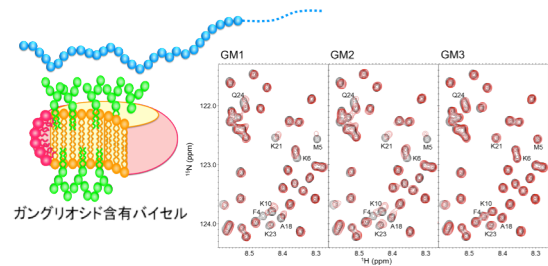 GM1
GM2
GM3
Q24
Q24
Q24
122.0
K21
M5
K21
M5
K21
M5
K6
K6
K6
123.0
¹⁵N (ppm)
K10
F4
A18
K23
K10
F4
A18
K23
K10
F4
A18
K23
124.0
8.5
8.4
8.3
8.5
8.4
8.3
8.5
8.4
8.3
¹H (ppm)
ガングリオシド含有バイセル